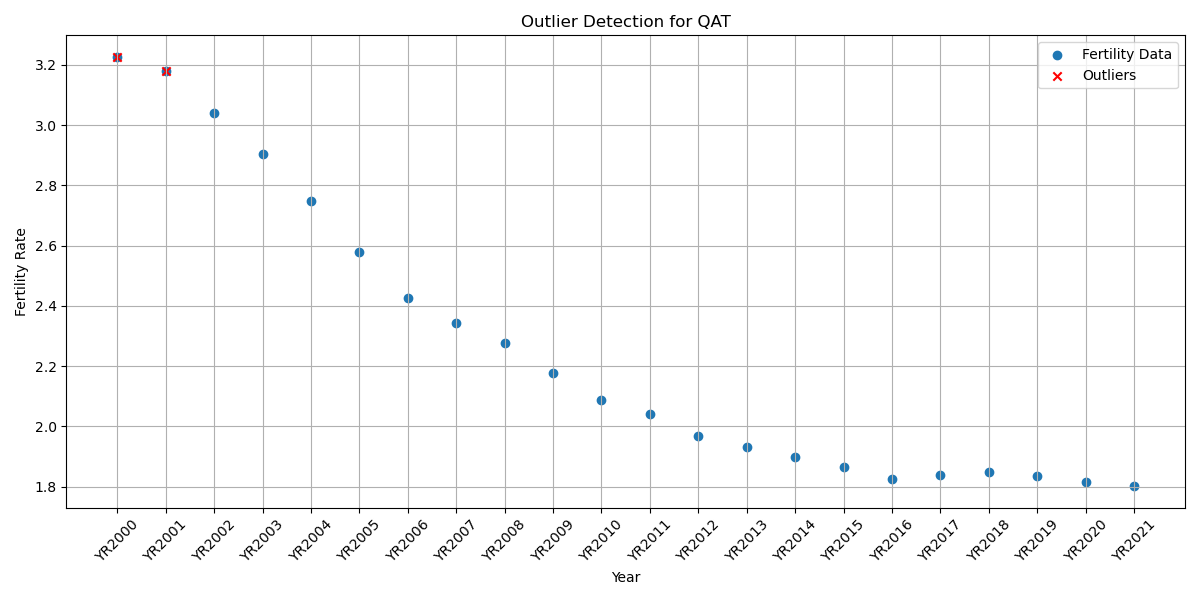 Outlier Detection for QAT
Fertility Data
Outliers
Fertility Rate
3.2
3.0
2.8
2.6
2.4
2.2
2.0
1.8
YR2000
YR2001
YR2002
YR2003
YR2004
YR2005
YR2006
YR2007
YR2008
YR2009
YR2010
YR2011
YR2012
YR2013
YR2014
YR2015
YR2016
YR2017
YR2018
YR2019
YR2020
YR2021
Year